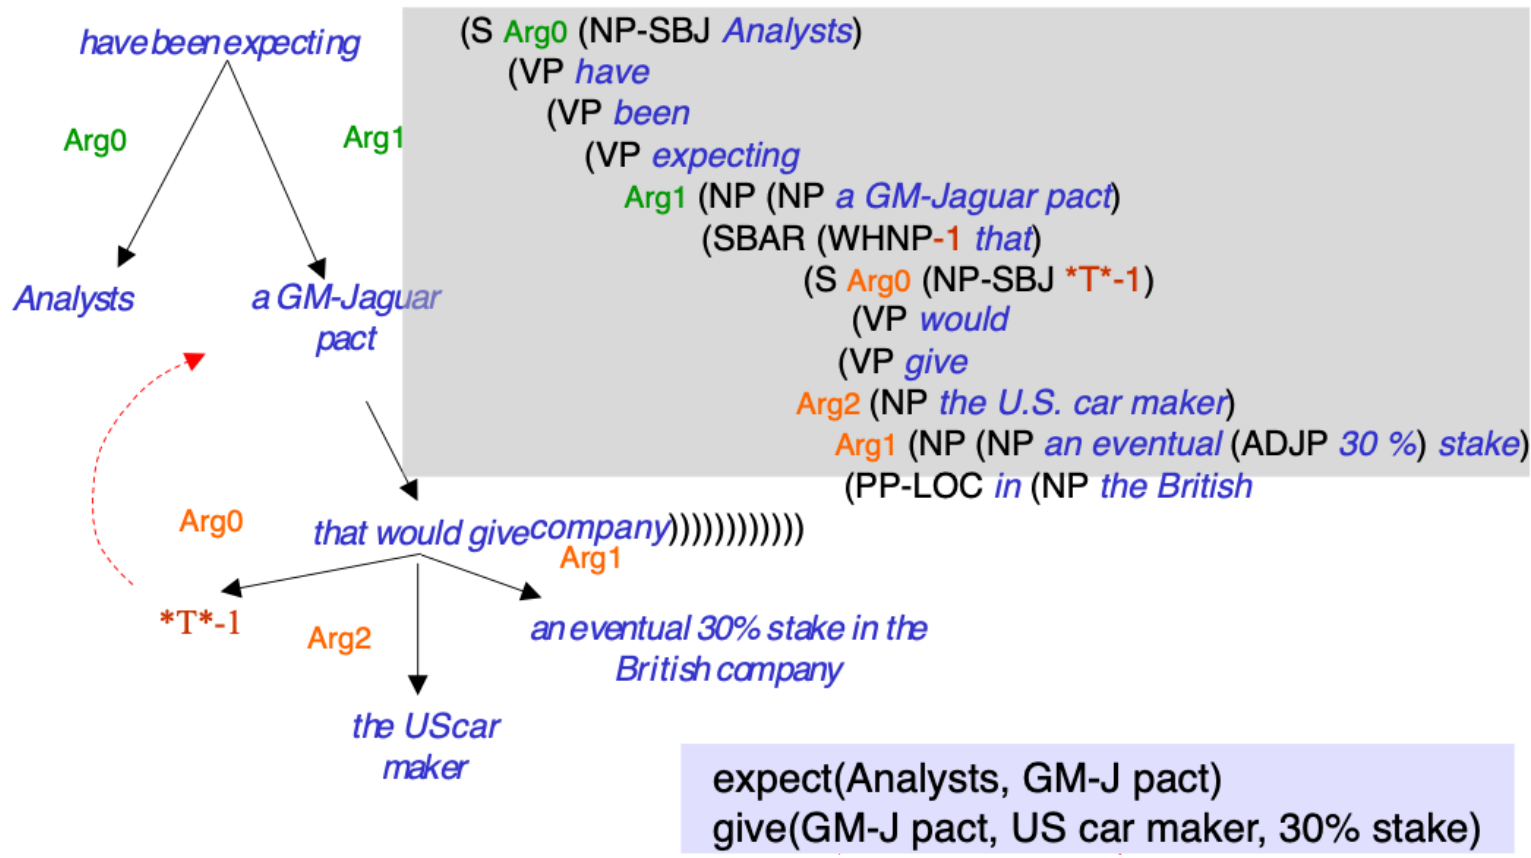 have been expecting
Arg0
Arg1
Analysts
a GM-Jaguar
pact
(S Arg0 (NP-SBJ Analysts)
(VP have
(VP been
(VP expecting
Arg1 (NP (NP a GM-Jaguar pact)
(SBAR (WHNP-1 that)
(S Arg0 (NP-SBJ *T*-1)
(VP would
(VP give
Arg2 (NP the U.S. car maker)
Arg1 (NP (NP an eventual (ADJP 30 %) stake)
(PP-LOC in (NP the British
company))))))))))))
that would give
Arg0
Arg1
*T*-1
Arg2
an eventual 30% stake in the
British company
the US car
maker
expect(Analysts, GM-J pact)
give(GM-J pact, US car maker, 30% stake)